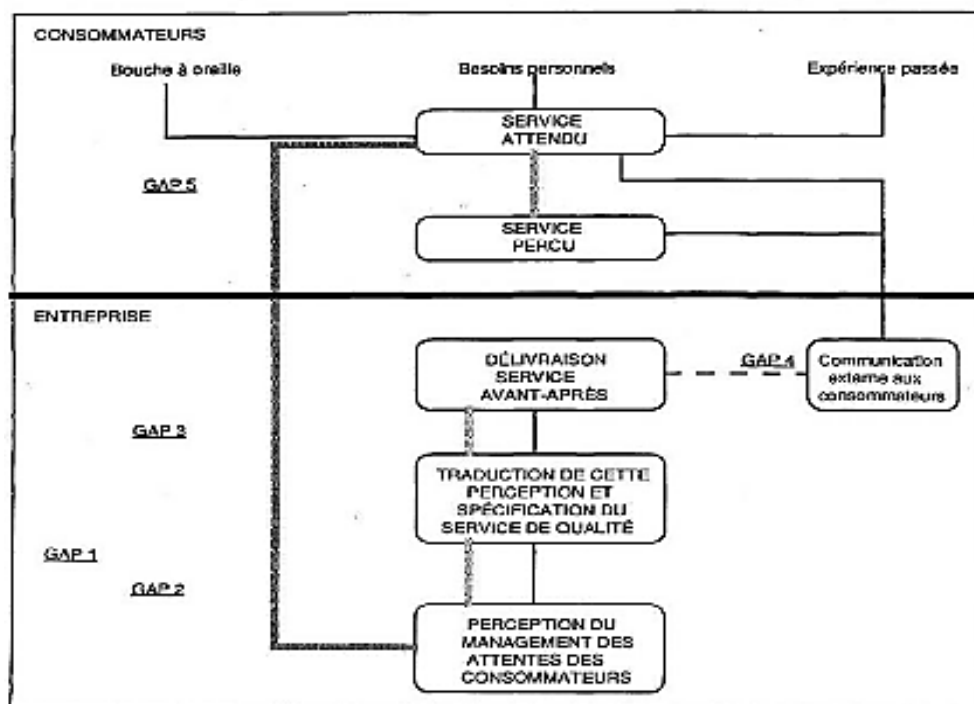 CONSOMMATEURS
Bouche à oreille
Besoins personnels
Expérience passée
SERVICE
ATTENDU
GAP 5
SERVICE
PERCU
ENTREPRISE
DÉLIVRAISON
SERVICE
AVANT-APRÈS
GAP 4
Communication
externe aux
consommateurs
GAP 3
TRADUCTION DE CETTE
PERCEPTION ET
SPÉCIFICATION DU
SERVICE DE QUALITÉ
GAP 1
GAP 2
PERCEPTION DU
MANAGEMENT DES
ATTENTES DES
CONSOMMATEURS